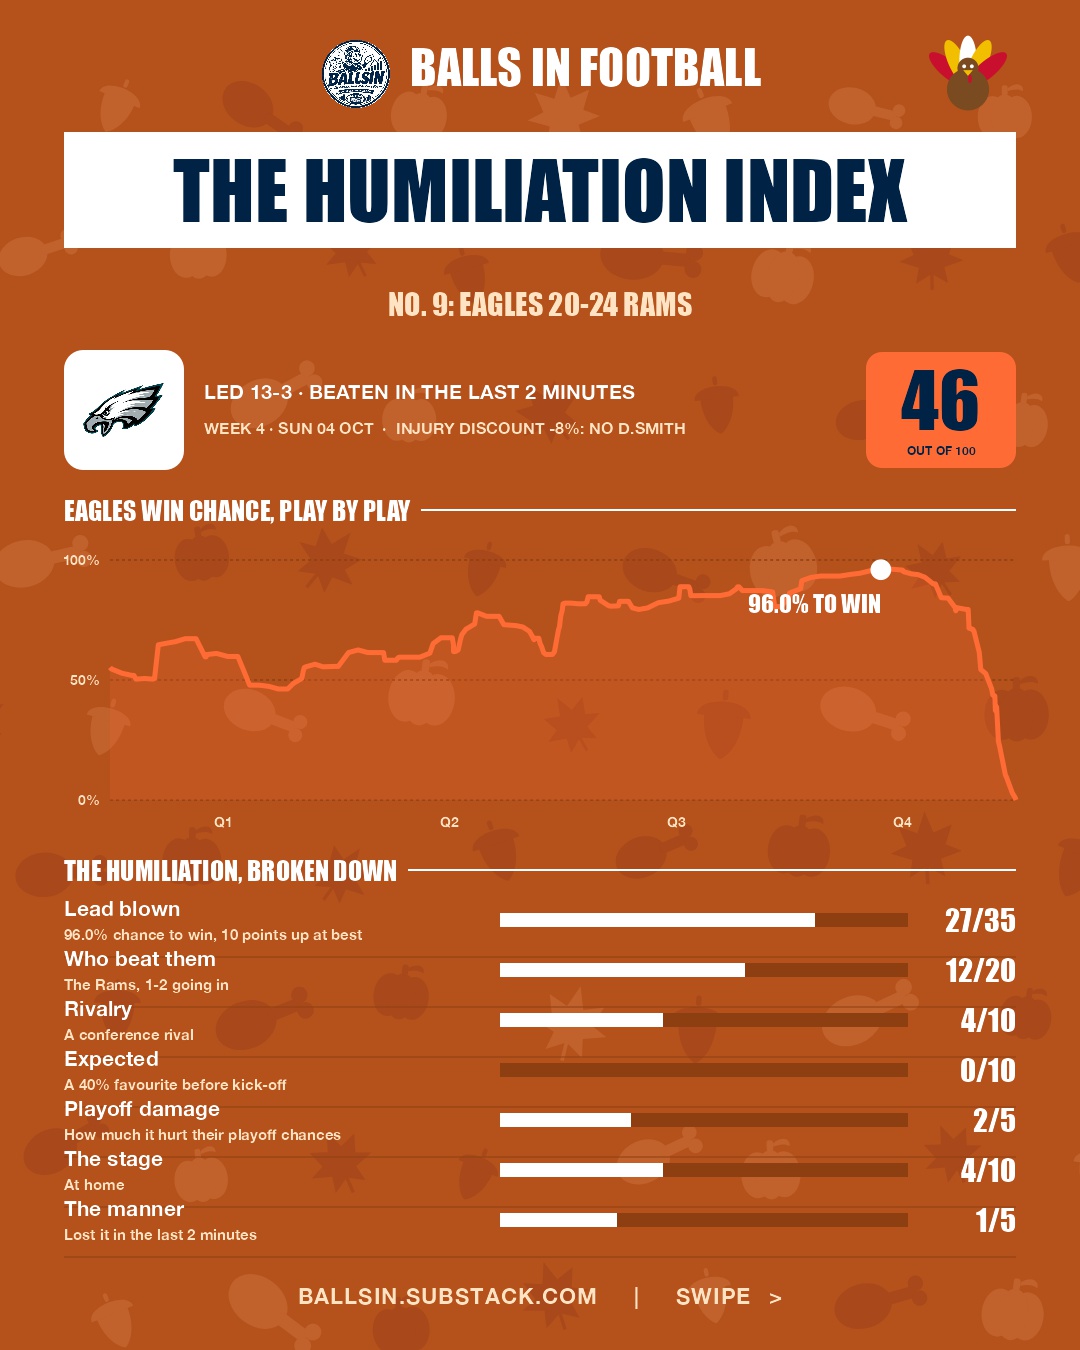 BALLSIN
BALLS IN FOOTBALL
THE HUMILIATION INDEX
NO. 9: EAGLES 20-24 RAMS
LED 13-3 · BEATEN IN THE LAST 2 MINUTES
WEEK 4 · SUN 04 OCT · INJURY DISCOUNT -8%: NO D.SMITH
46
OUT OF 100
EAGLES WIN CHANCE, PLAY BY PLAY
100%
96.0% TO WIN
50%
0%
Q1 Q2 Q3 Q4
THE HUMILIATION, BROKEN DOWN
Lead blown
96.0% chance to win, 10 points up at best
27/35
Who beat them
The Rams, 1-2 going in
12/20
Rivalry
A conference rival
4/10
Expected
A 40% favourite before kick-off
0/10
Playoff damage
How much it hurt their playoff chances
2/5
The stage
At home
4/10
The manner
Lost it in the last 2 minutes
1/5
BALLSIN.SUBSTACK.COM | SWIPE >